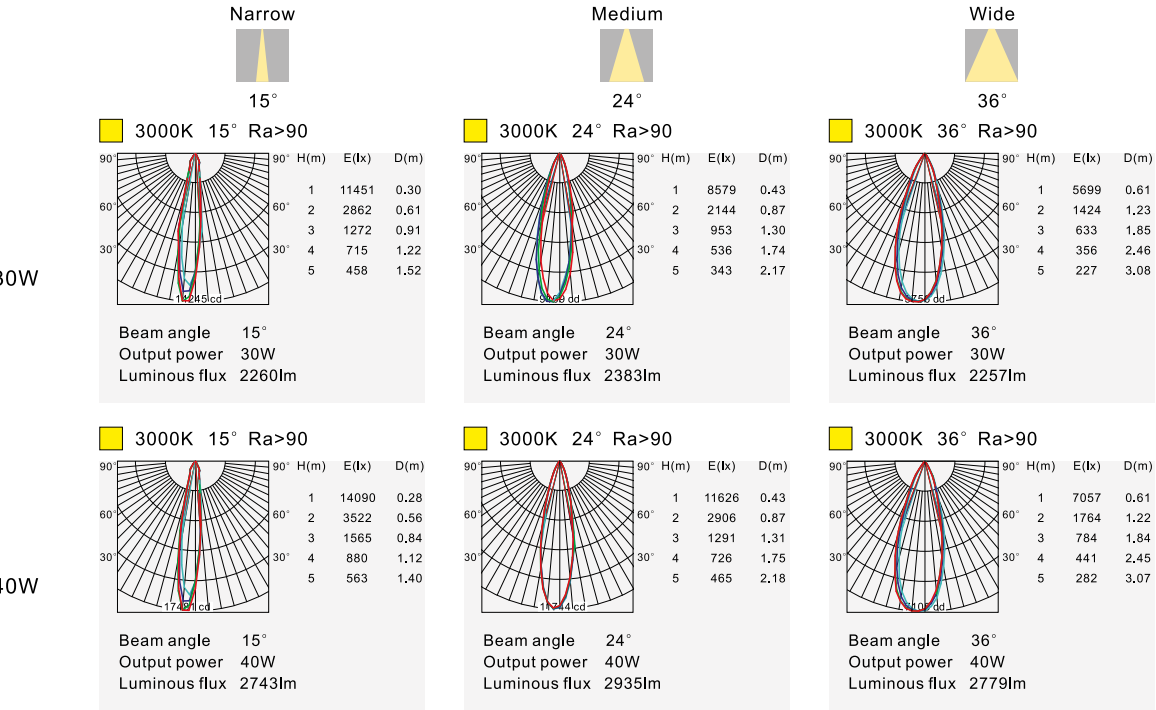 Narrow Medium Wide
15° 24° 36°
3000K 15° Ra>90
90° 90° H(m) E(lx) D(m)
1 11451 0.30
60° 60° 2 2862 0.61
3 1272 0.91
30° 30° 4 715 1.22
5 458 1.52
14245 cd
Beam angle 15°
Output power 30W
Luminous flux 2260lm
3000K 24° Ra>90
90° 90° H(m) E(lx) D(m)
1 8579 0.43
60° 60° 2 2144 0.87
3 953 1.30
30° 30° 4 536 1.74
5 343 2.17
cd
Beam angle 24°
Output power 30W
Luminous flux 2383lm
3000K 36° Ra>90
90° 90° H(m) E(lx) D(m)
1 5699 0.61
60° 60° 2 1424 1.23
3 633 1.85
30° 30° 4 356 2.46
5 227 3.08
cd
Beam angle 36°
Output power 30W
Luminous flux 2257lm
3000K 15° Ra>90
90° 90° H(m) E(lx) D(m)
1 14090 0.28
60° 60° 2 3522 0.56
3 1565 0.84
30° 30° 4 880 1.12
5 563 1.40
17481 cd
Beam angle 15°
Output power 40W
Luminous flux 2743lm
3000K 24° Ra>90
90° 90° H(m) E(lx) D(m)
1 11626 0.43
60° 60° 2 2906 0.87
3 1291 1.31
30° 30° 4 726 1.75
5 465 2.18
11744 cd
Beam angle 24°
Output power 40W
Luminous flux 2935lm
3000K 36° Ra>90
90° 90° H(m) E(lx) D(m)
1 7057 0.61
60° 60° 2 1764 1.22
3 784 1.84
30° 30° 4 441 2.45
5 282 3.07
cd
Beam angle 36°
Output power 40W
Luminous flux 2779lm